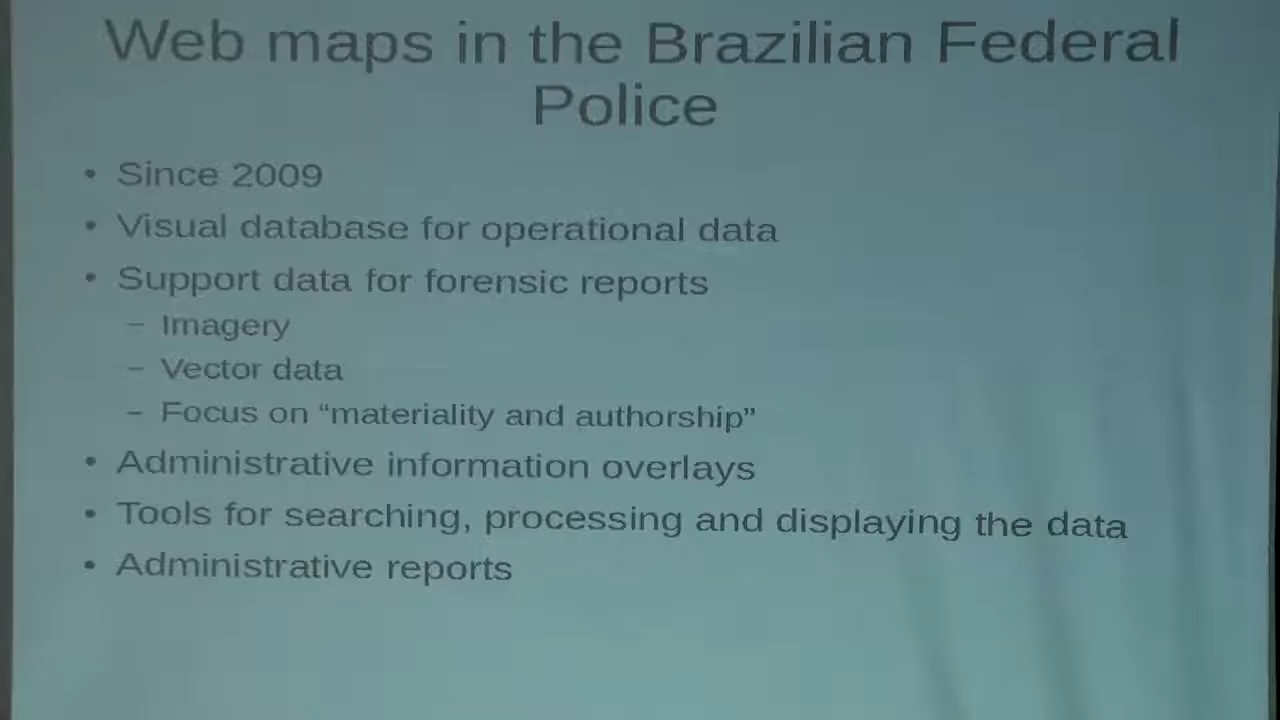 Web maps in the Brazilian Federal
Police
• Since 2009
• Visual database for operational data
• Support data for forensic reports
– Imagery
– Vector data
– Focus on “materiality and authorship”
• Administrative information overlays
• Tools for searching, processing and displaying the data
• Administrative reports